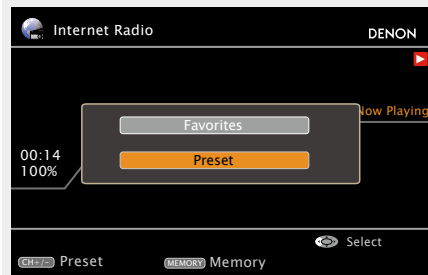 Internet Radio
DENON
Now Playing
Favorites
Preset
00:14
100%
Select
CH+/- Preset
MEMORY Memory